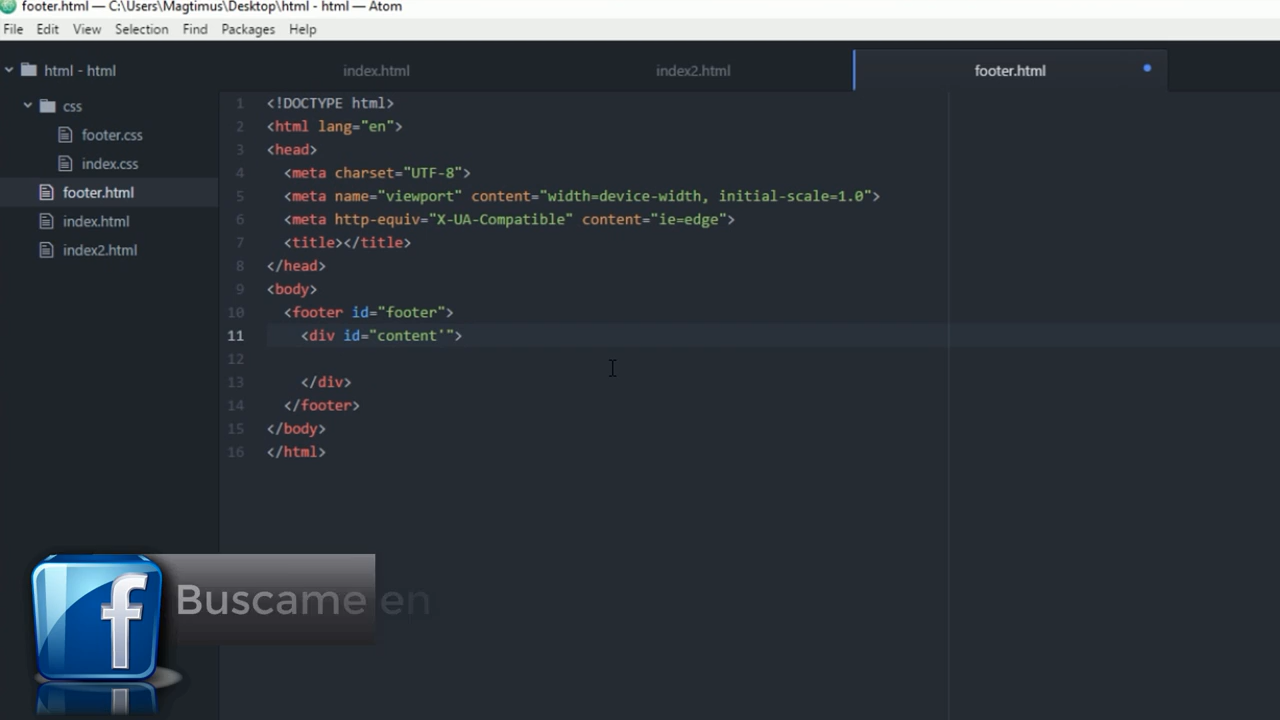 footer.html — C:\Users\Magtimus\Desktop\html - html — Atom
File Edit View Selection Find Packages Help
html - html
css
footer.css
index.css
footer.html
index.html
index2.html
index.html index2.html footer.html
1 <!DOCTYPE html>
2 <html lang="en">
3 <head>
4 <meta charset="UTF-8">
5 <meta name="viewport" content="width=device-width, initial-scale=1.0">
6 <meta http-equiv="X-UA-Compatible" content="ie=edge">
7 <title></title>
8 </head>
9 <body>
10 <footer id="footer">
11 <div id="content'">
12
13 </div>
14 </footer>
15 </body>
16 </html>
f
Buscame en